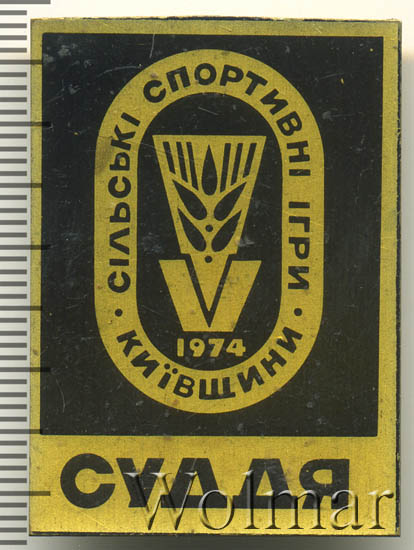 · СІЛЬСЬКІ СПОРТИВНІ ІГРИ ·
V
1974
КИЇВЩИНИ
СУДДЯ
Wolmar